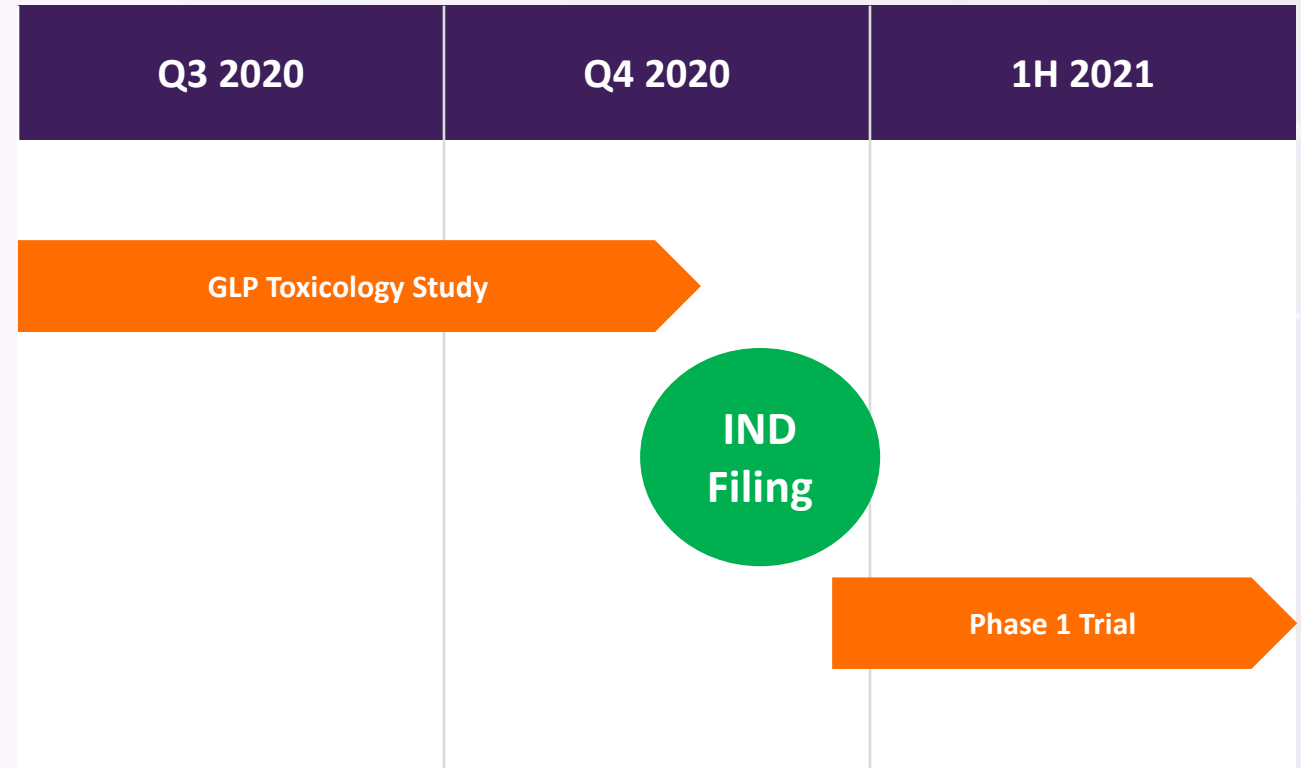 Q3 2020
Q4 2020
1H 2021
GLP Toxicology Study
IND
Filing
Phase 1 Trial